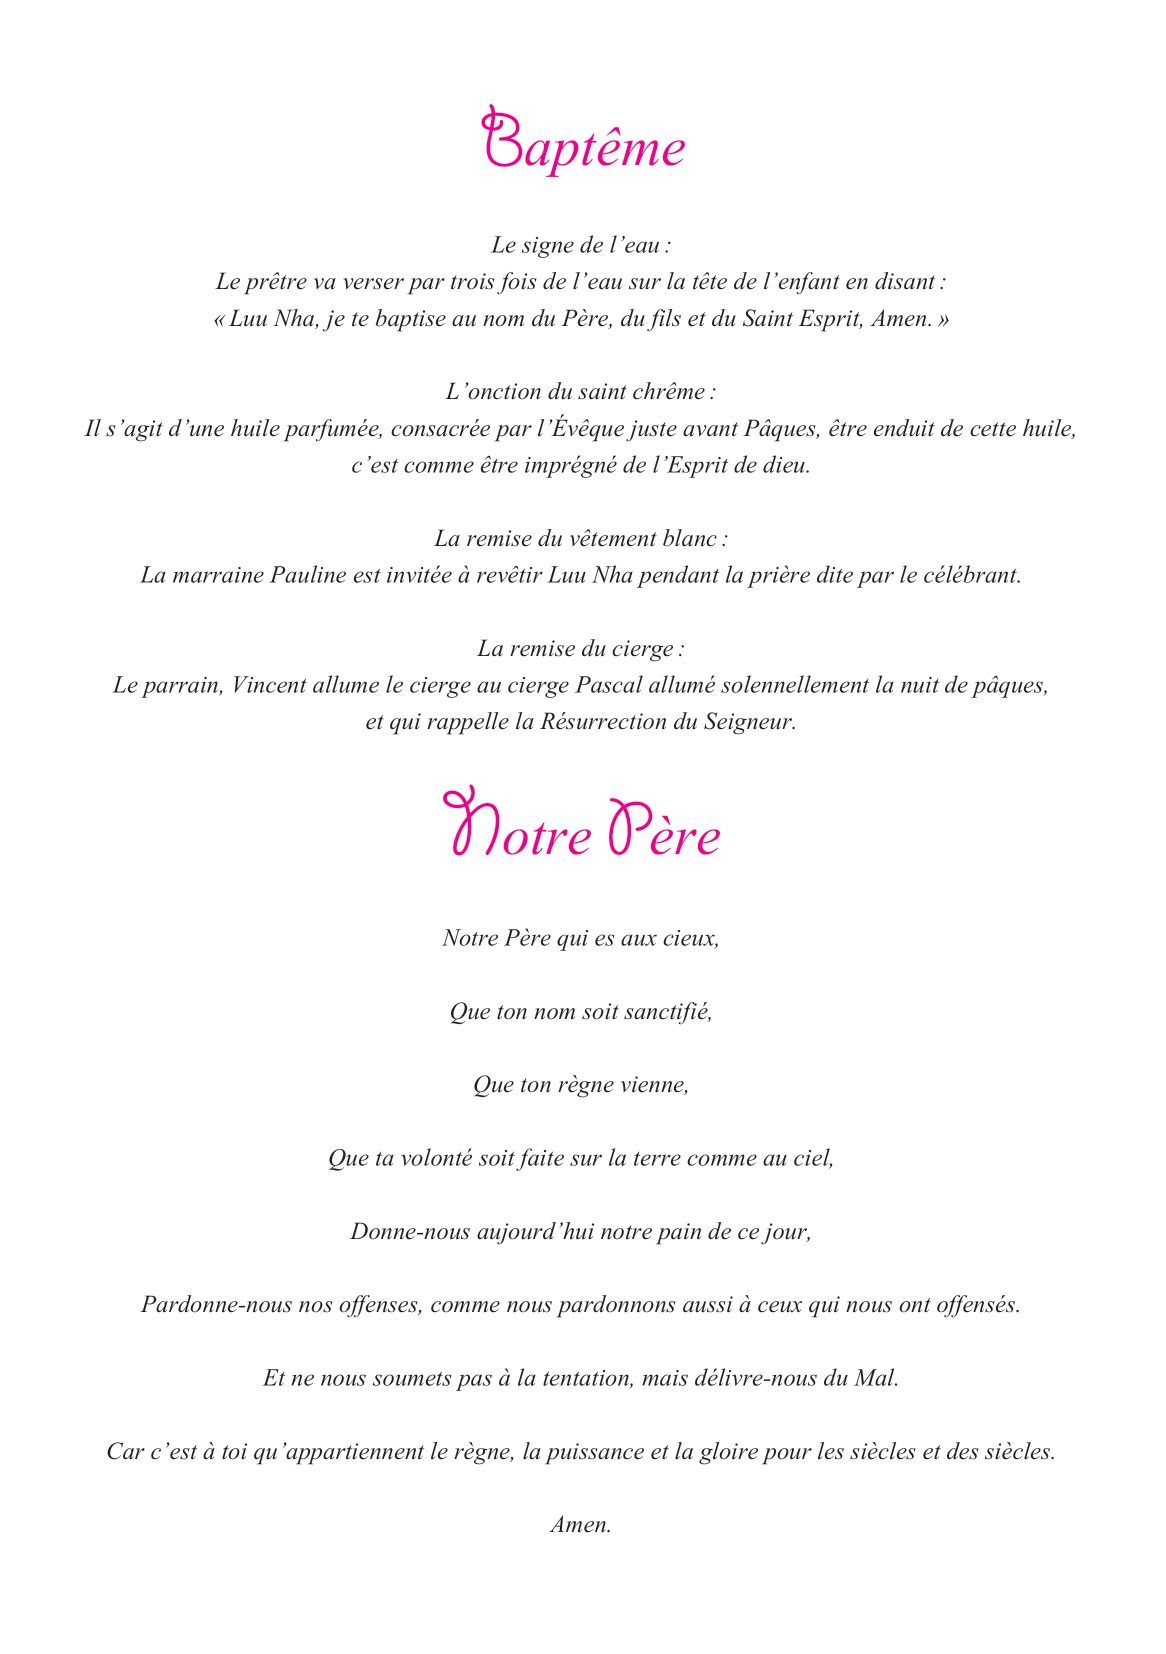 Baptême
Le signe de l’eau :
Le prêtre va verser par trois fois de l’eau sur la tête de l’enfant en disant :
« Luu Nha, je te baptise au nom du Père, du fils et du Saint Esprit, Amen. »
L’onction du saint chrême :
Il s’agit d’une huile parfumée, consacrée par l’Évêque juste avant Pâques, être enduit de cette huile,
c’est comme être imprégné de l’Esprit de dieu.
La remise du vêtement blanc :
La marraine Pauline est invitée à revêtir Luu Nha pendant la prière dite par le célébrant.
La remise du cierge :
Le parrain, Vincent allume le cierge au cierge Pascal allumé solennellement la nuit de pâques,
et qui rappelle la Résurrection du Seigneur.
Notre Père
Notre Père qui es aux cieux,
Que ton nom soit sanctifié,
Que ton règne vienne,
Que ta volonté soit faite sur la terre comme au ciel,
Donne-nous aujourd’hui notre pain de ce jour,
Pardonne-nous nos offenses, comme nous pardonnons aussi à ceux qui nous ont offensés.
Et ne nous soumets pas à la tentation, mais délivre-nous du Mal.
Car c’est à toi qu’appartiennent le règne, la puissance et la gloire pour les siècles et des siècles.
Amen.